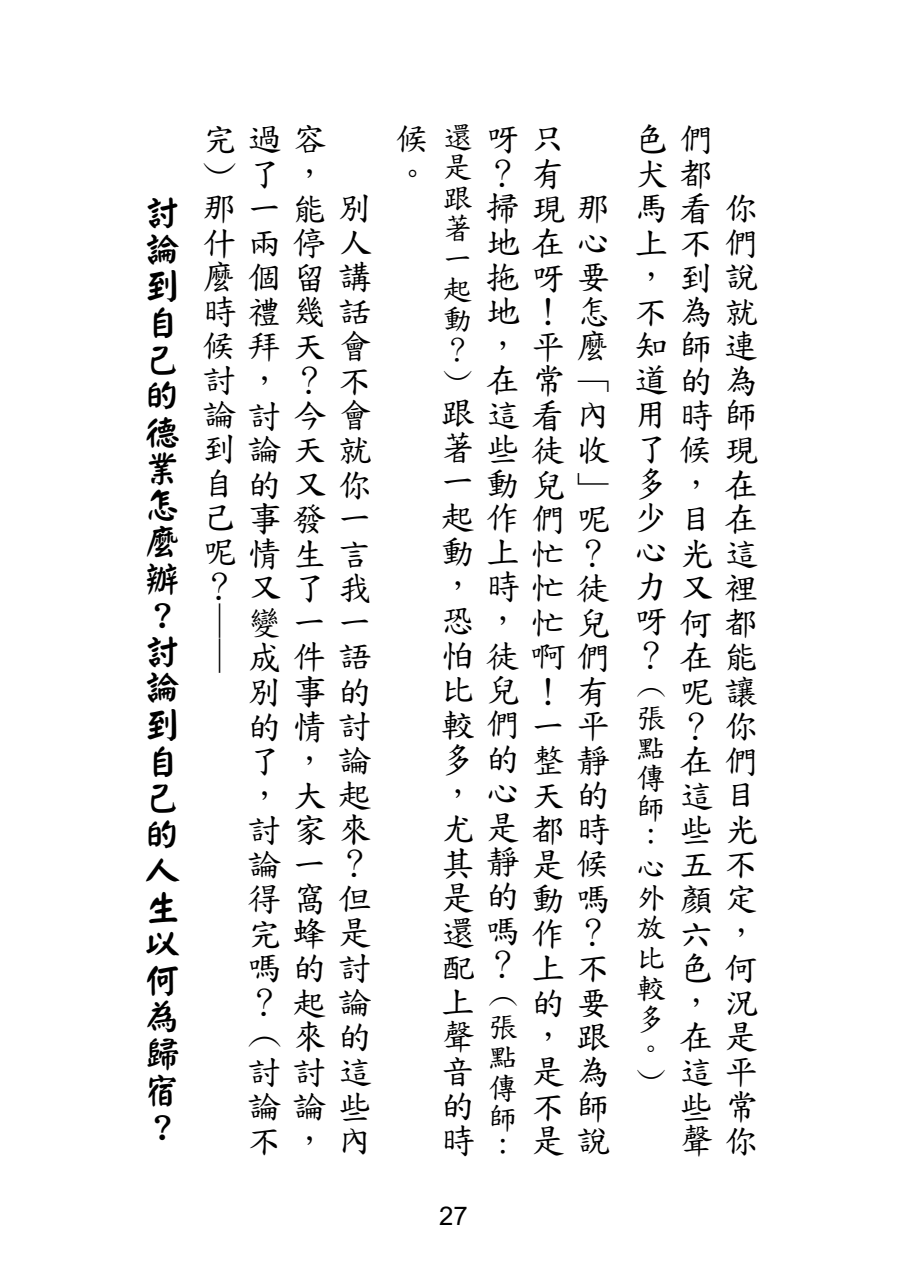 你們說就連為師現在在這裡都能讓你們目光不定，何況是平常你
們都看不到為師的時候，目光又何在呢？在這些五顏六色，在這些聲
色犬馬上，不知道用了多少心力呀？（張點傳師：心外放比較多。）
那心要怎麼「內收」呢？徒兒們有平靜的時候嗎？不要跟為師說
只有現在呀！平常看徒兒們忙忙忙啊！一整天都是動作上的，是不是
呀？掃地拖地，在這些動作上時，徒兒們的心是靜的嗎？（張點傳師：
還是跟著一起動？）跟著一起動，恐怕比較多，尤其是還配上聲音的時
候。
別人講話會不會就你一言我一語的討論起來？但是討論的這些內
容，能停留幾天？今天又發生了一件事情，大家一窩蜂的起來討論，
過了一兩個禮拜，討論的事情又變成別的了，討論得完嗎？（討論不
完）那什麼時候討論到自己呢？——
討論到自己的德業怎麼辦？討論到自己的人生以何為歸宿？
27